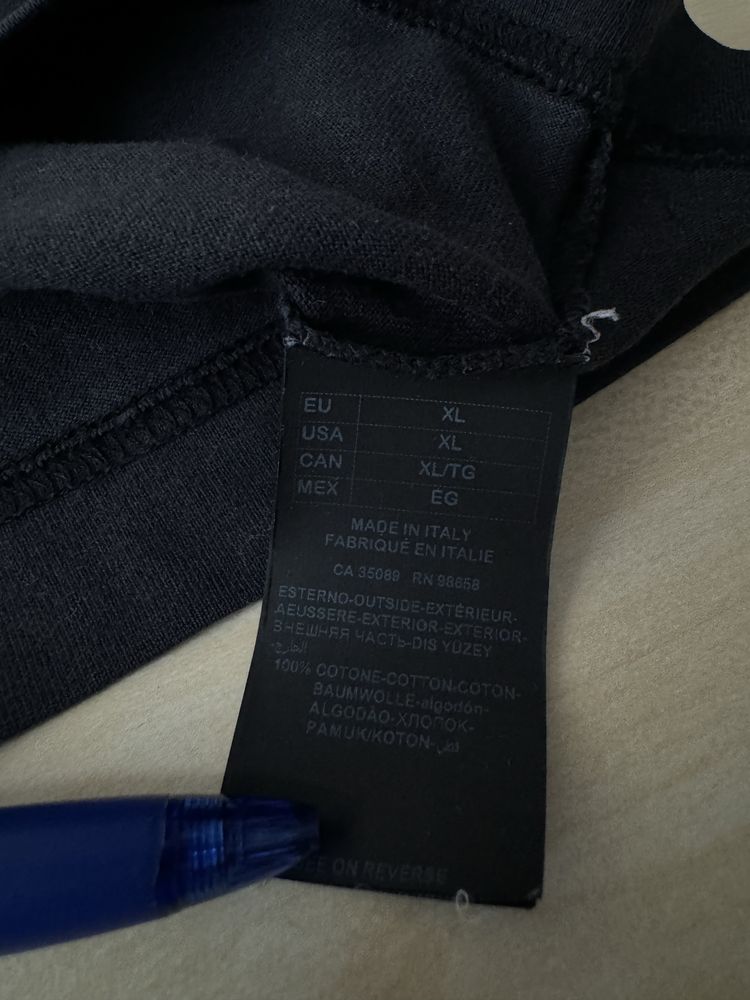 EU XL
USA XL
CAN XL/TG
MEX EG
MADE IN ITALY
FABRIQUÉ EN ITALIE
CA 35089 RN 98658
ESTERNO-OUTSIDE-EXTÉRIEUR-
AEUSSERE-EXTERIOR-EXTERIOR-
ВНЕШНЯЯ ЧАСТЬ-DIS YÜZEY
الخارج-
100% COTONE-COTTON-COTON-
BAUMWOLLE-algodón-
ALGODÃO-ХЛОПОК-
PAMUK/KOTON-قطن
ON REVERSE